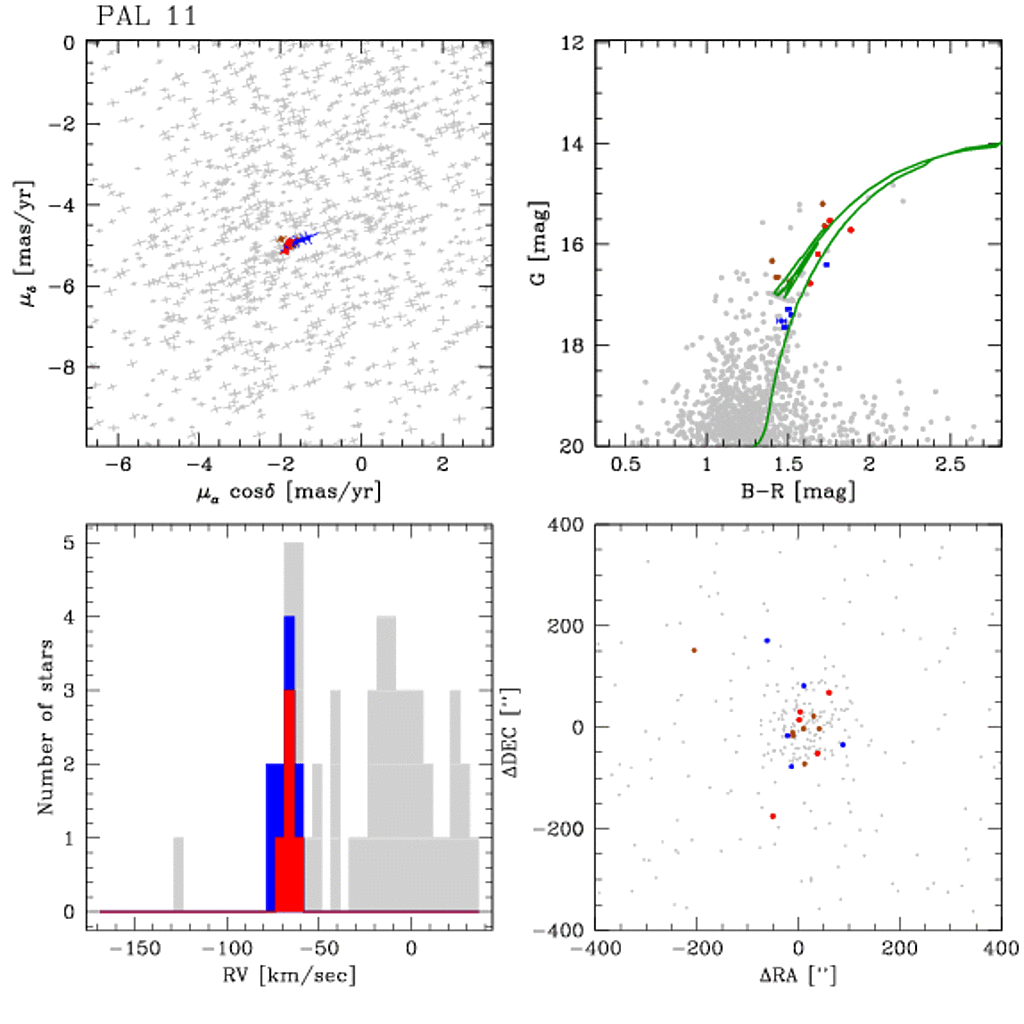 PAL 11
0
−2
−4
−6
−8
μδ [mas/yr]
−6 −4 −2 0 2
μα cosδ [mas/yr]
12
14
16
18
20
G [mag]
0.5 1 1.5 2 2.5
B−R [mag]
5
4
3
2
1
0
Number of stars
−150 −100 −50 0
RV [km/sec]
400
200
0
−200
−400
ΔDEC ["]
−400 −200 0 200 400
ΔRA ["]